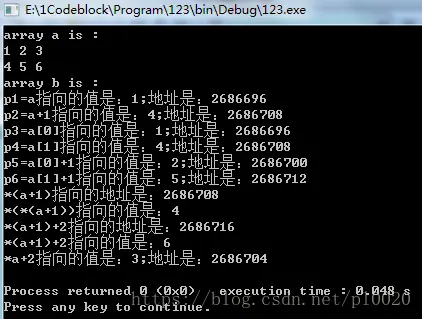 E:\1Codeblock\Program\123\bin\Debug\123.exe
array a is :
1 2 3
4 5 6
array b is :
p1=a指向的值是：1;地址是：2686696
p2=a+1指向的值是：4;地址是：2686708
p3=a[0]指向的值是：1;地址是：2686696
p4=a[1]指向的值是：4;地址是：2686708
p5=a[0]+1指向的值是：2;地址是：2686700
p6=a[1]+1指向的值是：5;地址是：2686712
*(a+1)指向的地址是：2686708
*(*(a+1))指向的值是：4
*(a+1)+2指向的地址是：2686716
*(a+1)+2指向的值是：6
*a+2指向的值是：3;地址是：2686704
Process returned 0 (0x0)   execution time : 0.048 s
Press any key to continue.
https://blog.csdn.net/pl0020